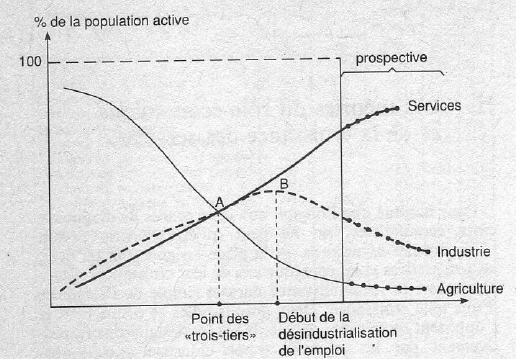 % de la population active
100
prospective
Services
A
B
Industrie
Agriculture
Point des
«trois-tiers»
Début de la
désindustrialisation
de l'emploi